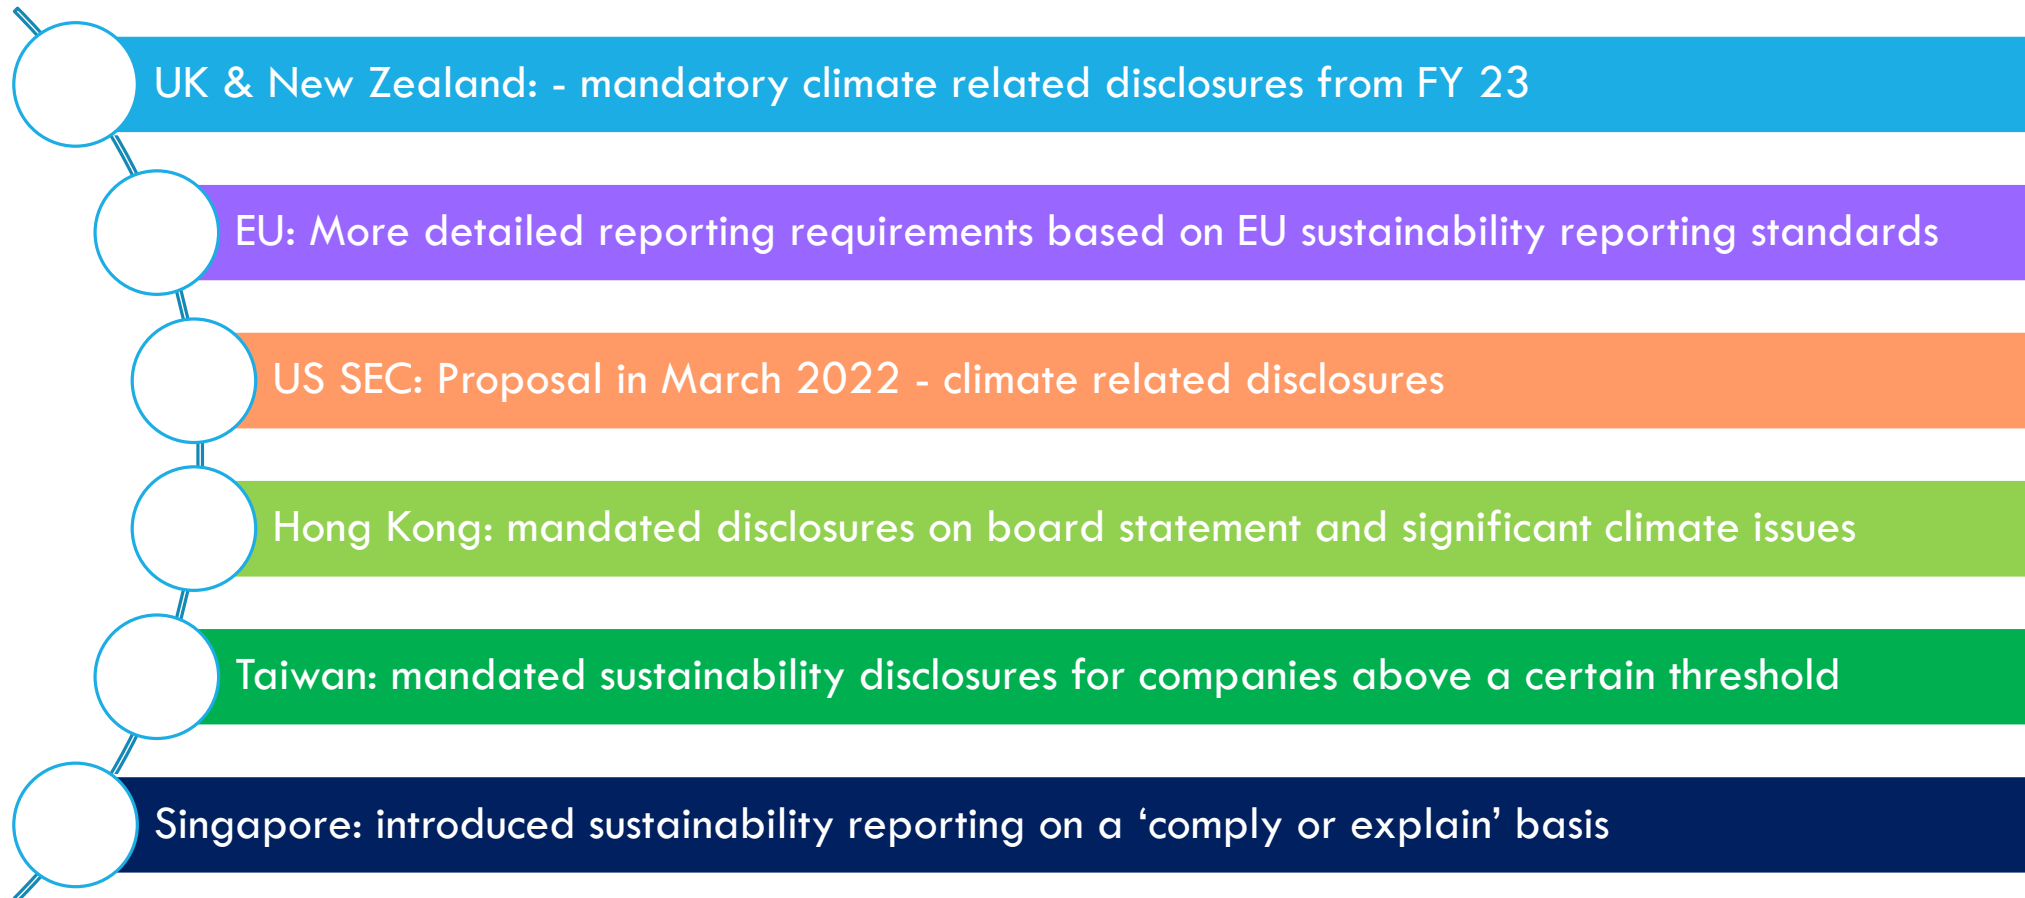 UK & New Zealand: - mandatory climate related disclosures from FY 23
EU: More detailed reporting requirements based on EU sustainability reporting standards
US SEC: Proposal in March 2022 - climate related disclosures
Hong Kong: mandated disclosures on board statement and significant climate issues
Taiwan: mandated sustainability disclosures for companies above a certain threshold
Singapore: introduced sustainability reporting on a ‘comply or explain’ basis